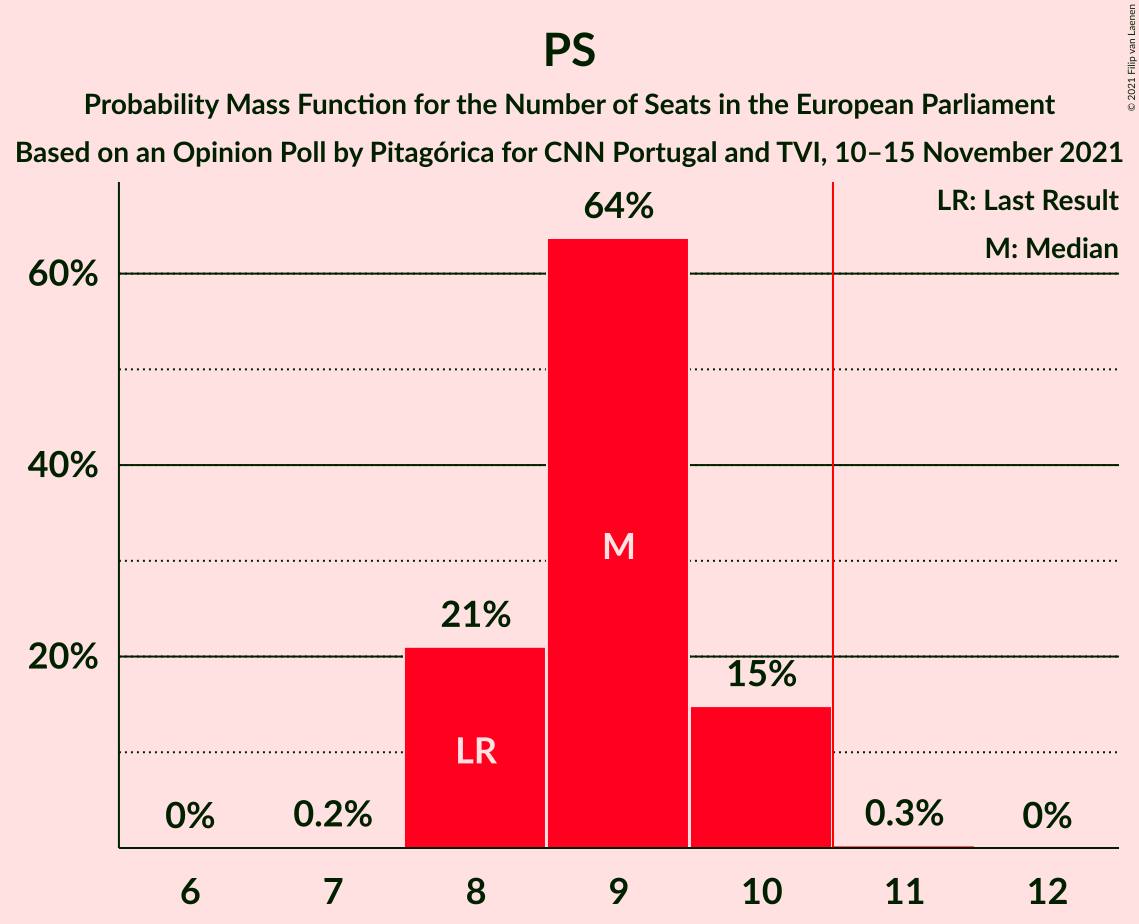 PS
Probability Mass Function for the Number of Seats in the European Parliament
Based on an Opinion Poll by Pitagórica for CNN Portugal and TVI, 10–15 November 2021
© 2021 Filip van Laenen
LR: Last Result
M: Median
60%
40%
20%
0%
0.2%
21%
64%
15%
0.3%
0%
LR
M
6
7
8
9
10
11
12